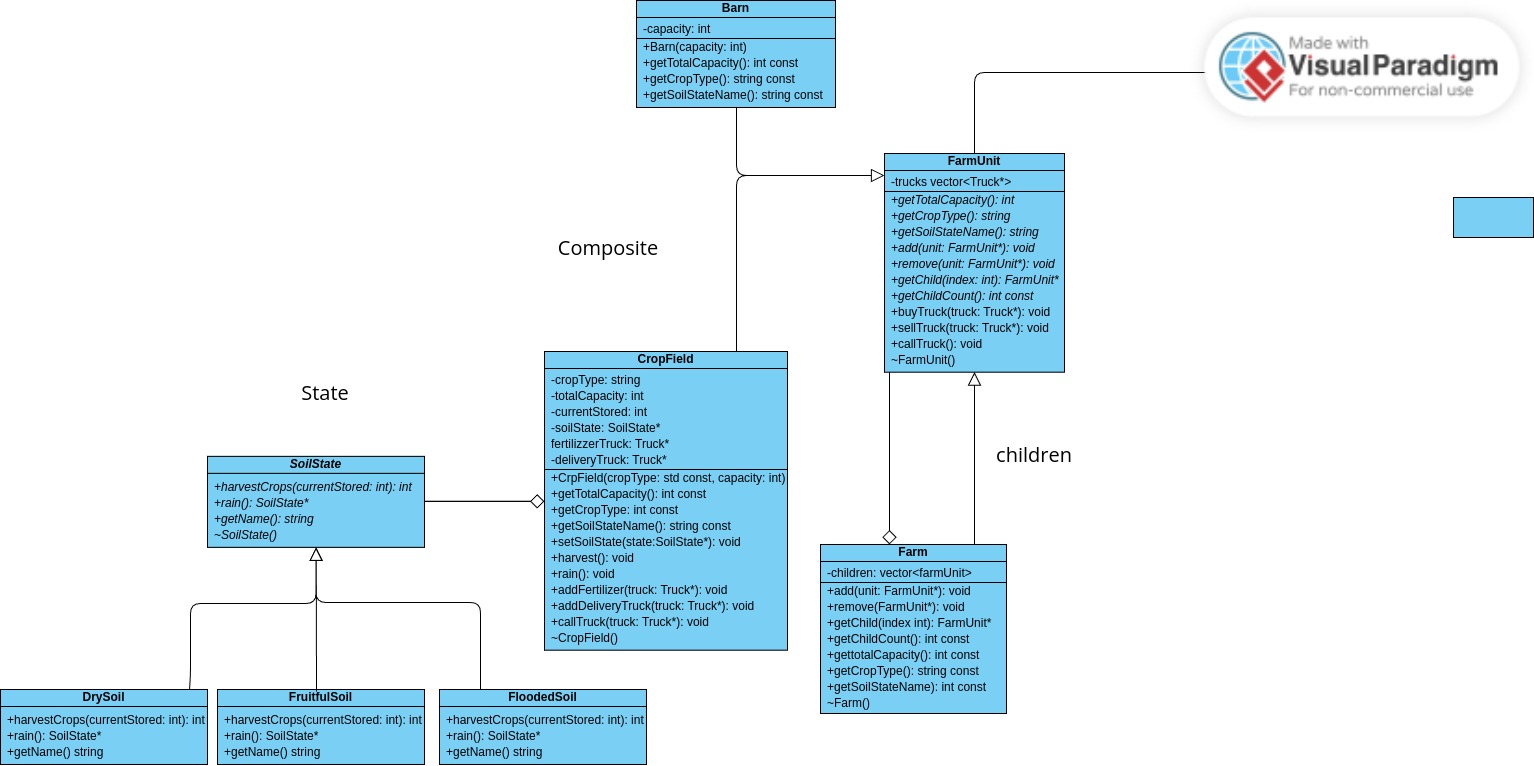 Barn
-capacity: int
+Barn(capacity: int)
+getTotalCapacity(): int const
+getCropType(): string const
+getSoilStateName(): string const
Made with
Visual Paradigm
For non-commercial use
FarmUnit
-trucks vector<Truck*>
+getTotalCapacity(): int
+getCropType(): string
+getSoilStateName(): string
+add(unit: FarmUnit*): void
+remove(unit: FarmUnit*): void
+getChild(index: int): FarmUnit*
+getChildCount(): int const
+buyTruck(truck: Truck*): void
+sellTruck(truck: Truck*): void
+callTruck(): void
~FarmUnit()
Composite
CropField
-cropType: string
-totalCapacity: int
-currentStored: int
-soilState: SoilState*
fertilizzerTruck: Truck*
-deliveryTruck: Truck*
+CrpField(cropType: std const, capacity: int)
+getTotalCapacity(): int const
+getCropType: int const
+getSoilStateName(): string const
+setSoilState(state:SoilState*): void
+harvest(): void
+rain(): void
+addFertilizer(truck: Truck*): void
+addDeliveryTruck(truck: Truck*): void
+callTruck(truck: Truck*): void
~CropField()
State
SoilState
+harvestCrops(currentStored: int): int
+rain(): SoilState*
+getName(): string
~SoilState()
children
Farm
-children: vector<farmUnit>
+add(unit: FarmUnit*): void
+remove(FarmUnit*): void
+getChild(index int): FarmUnit*
+getChildCount(): int const
+gettotalCapacity(): int const
+getCropType(): string const
+getSoilStateName): int const
~Farm()
DrySoil
+harvestCrops(currentStored: int): int
+rain(): SoilState*
+getName() string
FruitfulSoil
+harvestCrops(currentStored: int): int
+rain(): SoilState*
+getName() string
FloodedSoil
+harvestCrops(currentStored: int): int
+rain(): SoilState*
+getName() string